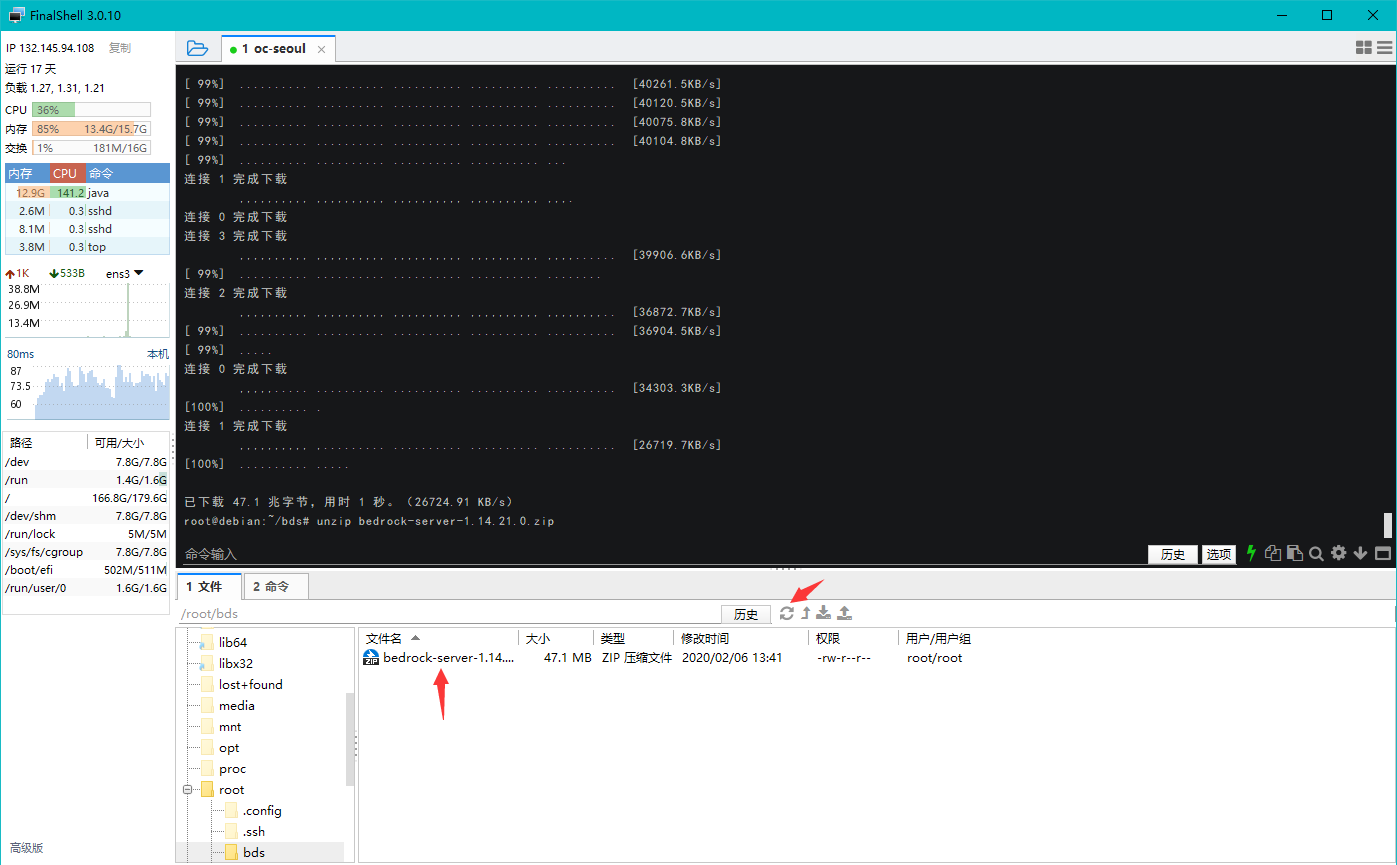 FinalShell 3.0.10
IP 132.145.94.108 复制
运行 17 天
负载 1.27, 1.31, 1.21
CPU 36%
内存 85% 13.4G/15.7G
交换 1% 181M/16G
内存 CPU 命令
12.9G 141.2 java
2.6M 0.3 sshd
8.1M 0.3 sshd
3.8M 0.3 top
1K 533B ens3
38.8M
26.9M
13.4M
80ms 本机
87
73.5
60
路径 可用/大小
/dev 7.8G/7.8G
/run 1.4G/1.6G
/ 166.8G/179.6G
/dev/shm 7.8G/7.8G
/run/lock 5M/5M
/sys/fs/cgroup 7.8G/7.8G
/boot/efi 502M/511M
/run/user/0 1.6G/1.6G
高级版
1 oc-seoul
[ 99%] .......... .......... .......... .......... .......... [40261.5KB/s]
[ 99%] .......... .......... .......... .......... .......... [40120.5KB/s]
[ 99%] .......... .......... .......... .......... .......... [40075.8KB/s]
[ 99%] .......... .......... .......... .......... .......... [40104.8KB/s]
[ 99%] .......... .......... .......... .......... ...
连接 1 完成下载
.......... .......... .......... .......... ....
连接 0 完成下载
连接 3 完成下载
.......... .......... .......... .......... .......... [39906.6KB/s]
[ 99%] .......... .......... .......... .......... ........
连接 2 完成下载
.......... .......... .......... .......... .......... [36872.7KB/s]
[ 99%] .......... .......... .......... .......... .......... [36904.5KB/s]
[ 99%] .....
连接 0 完成下载
,,,,,..... .......... .......... .......... .......... [34303.3KB/s]
[100%] .......... .
连接 1 完成下载
,,,,,,,,,, .......... .......... .......... .......... [26719.7KB/s]
[100%] .......... .....
已下载 47.1 兆字节，用时 1 秒。（26724.91 KB/s）
root@debian:~/bds# unzip bedrock-server-1.14.21.0.zip
命令输入 历史 选项
1 文件 2 命令
/root/bds 历史
lib64
libx32
lost+found
media
mnt
opt
proc
root
.config
.ssh
bds
文件名 大小 类型 修改时间 权限 用户/用户组
ZIP bedrock-server-1.14.... 47.1 MB ZIP 压缩文件 2020/02/06 13:41 -rw-r--r-- root/root